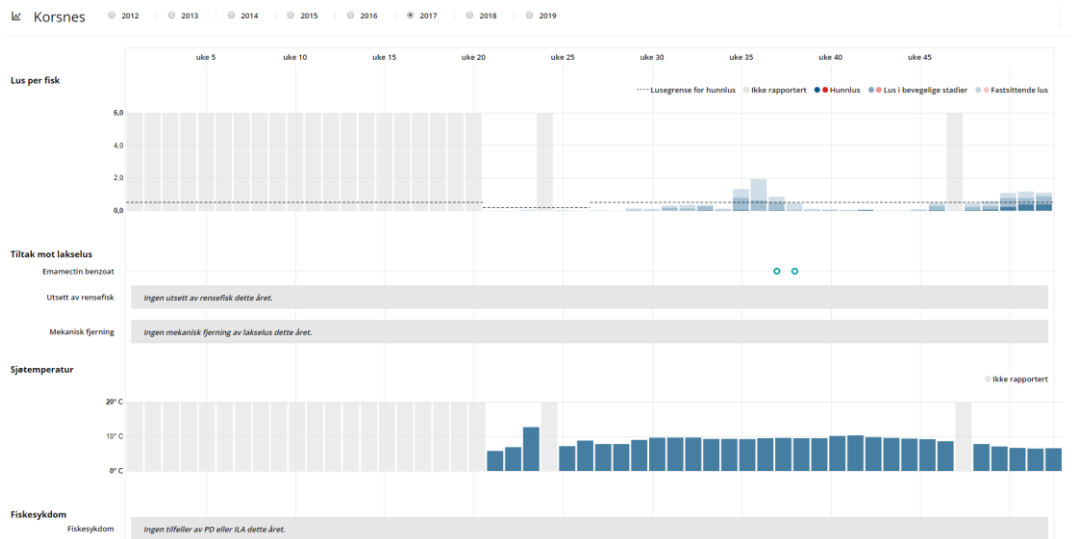 Korsnes 2012 2013 2014 2015 2016 2017 2018 2019
uke 5 uke 10 uke 15 uke 20 uke 25 uke 30 uke 35 uke 40 uke 45
Lus per fisk
Lusegrense for hunnlus Ikke rapportert Hunnlus Lus i bevegelige stadier Fastsittende lus
6,0
4,0
2,0
0,0
Tiltak mot lakselus
Emamectin benzoat
Utsett av rensefisk Ingen utsett av rensefisk dette året.
Mekanisk fjerning Ingen mekanisk fjerning av lakselus dette året.
Sjøtemperatur
Ikke rapportert
20° C
10° C
0° C
Fiskesykdom
Fiskesykdom Ingen tilfeller av PD eller ILA dette året.